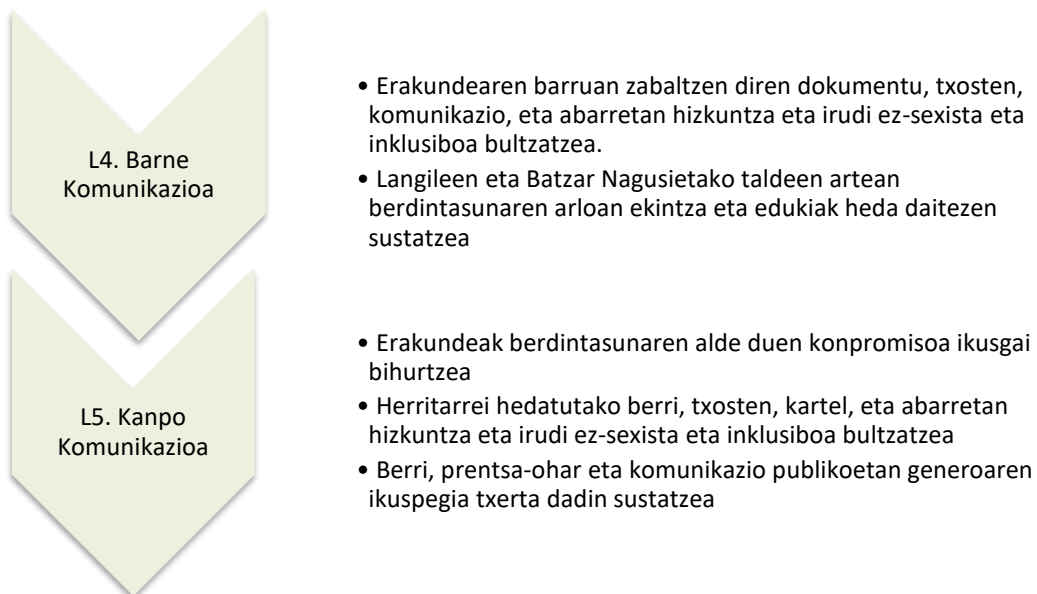 L4. Barne
Komunikazioa
• Erakundearen barruan zabaltzen diren dokumentu, txosten,
komunikazio, eta abarretan hizkuntza eta irudi ez-sexista eta
inklusiboa bultzatzea.
• Langileen eta Batzar Nagusietako taldeen artean
berdintasunaren arloan ekintza eta edukiak heda daitezen
sustatzea
L5. Kanpo
Komunikazioa
• Erakundeak berdintasunaren alde duen konpromisoa ikusgai
bihurtzea
• Herritarrei hedatutako berri, txosten, kartel, eta abarretan
hizkuntza eta irudi ez-sexista eta inklusiboa bultzatzea
• Berri, prentsa-ohar eta komunikazio publikoetan generoaren
ikuspegia txerta dadin sustatzea